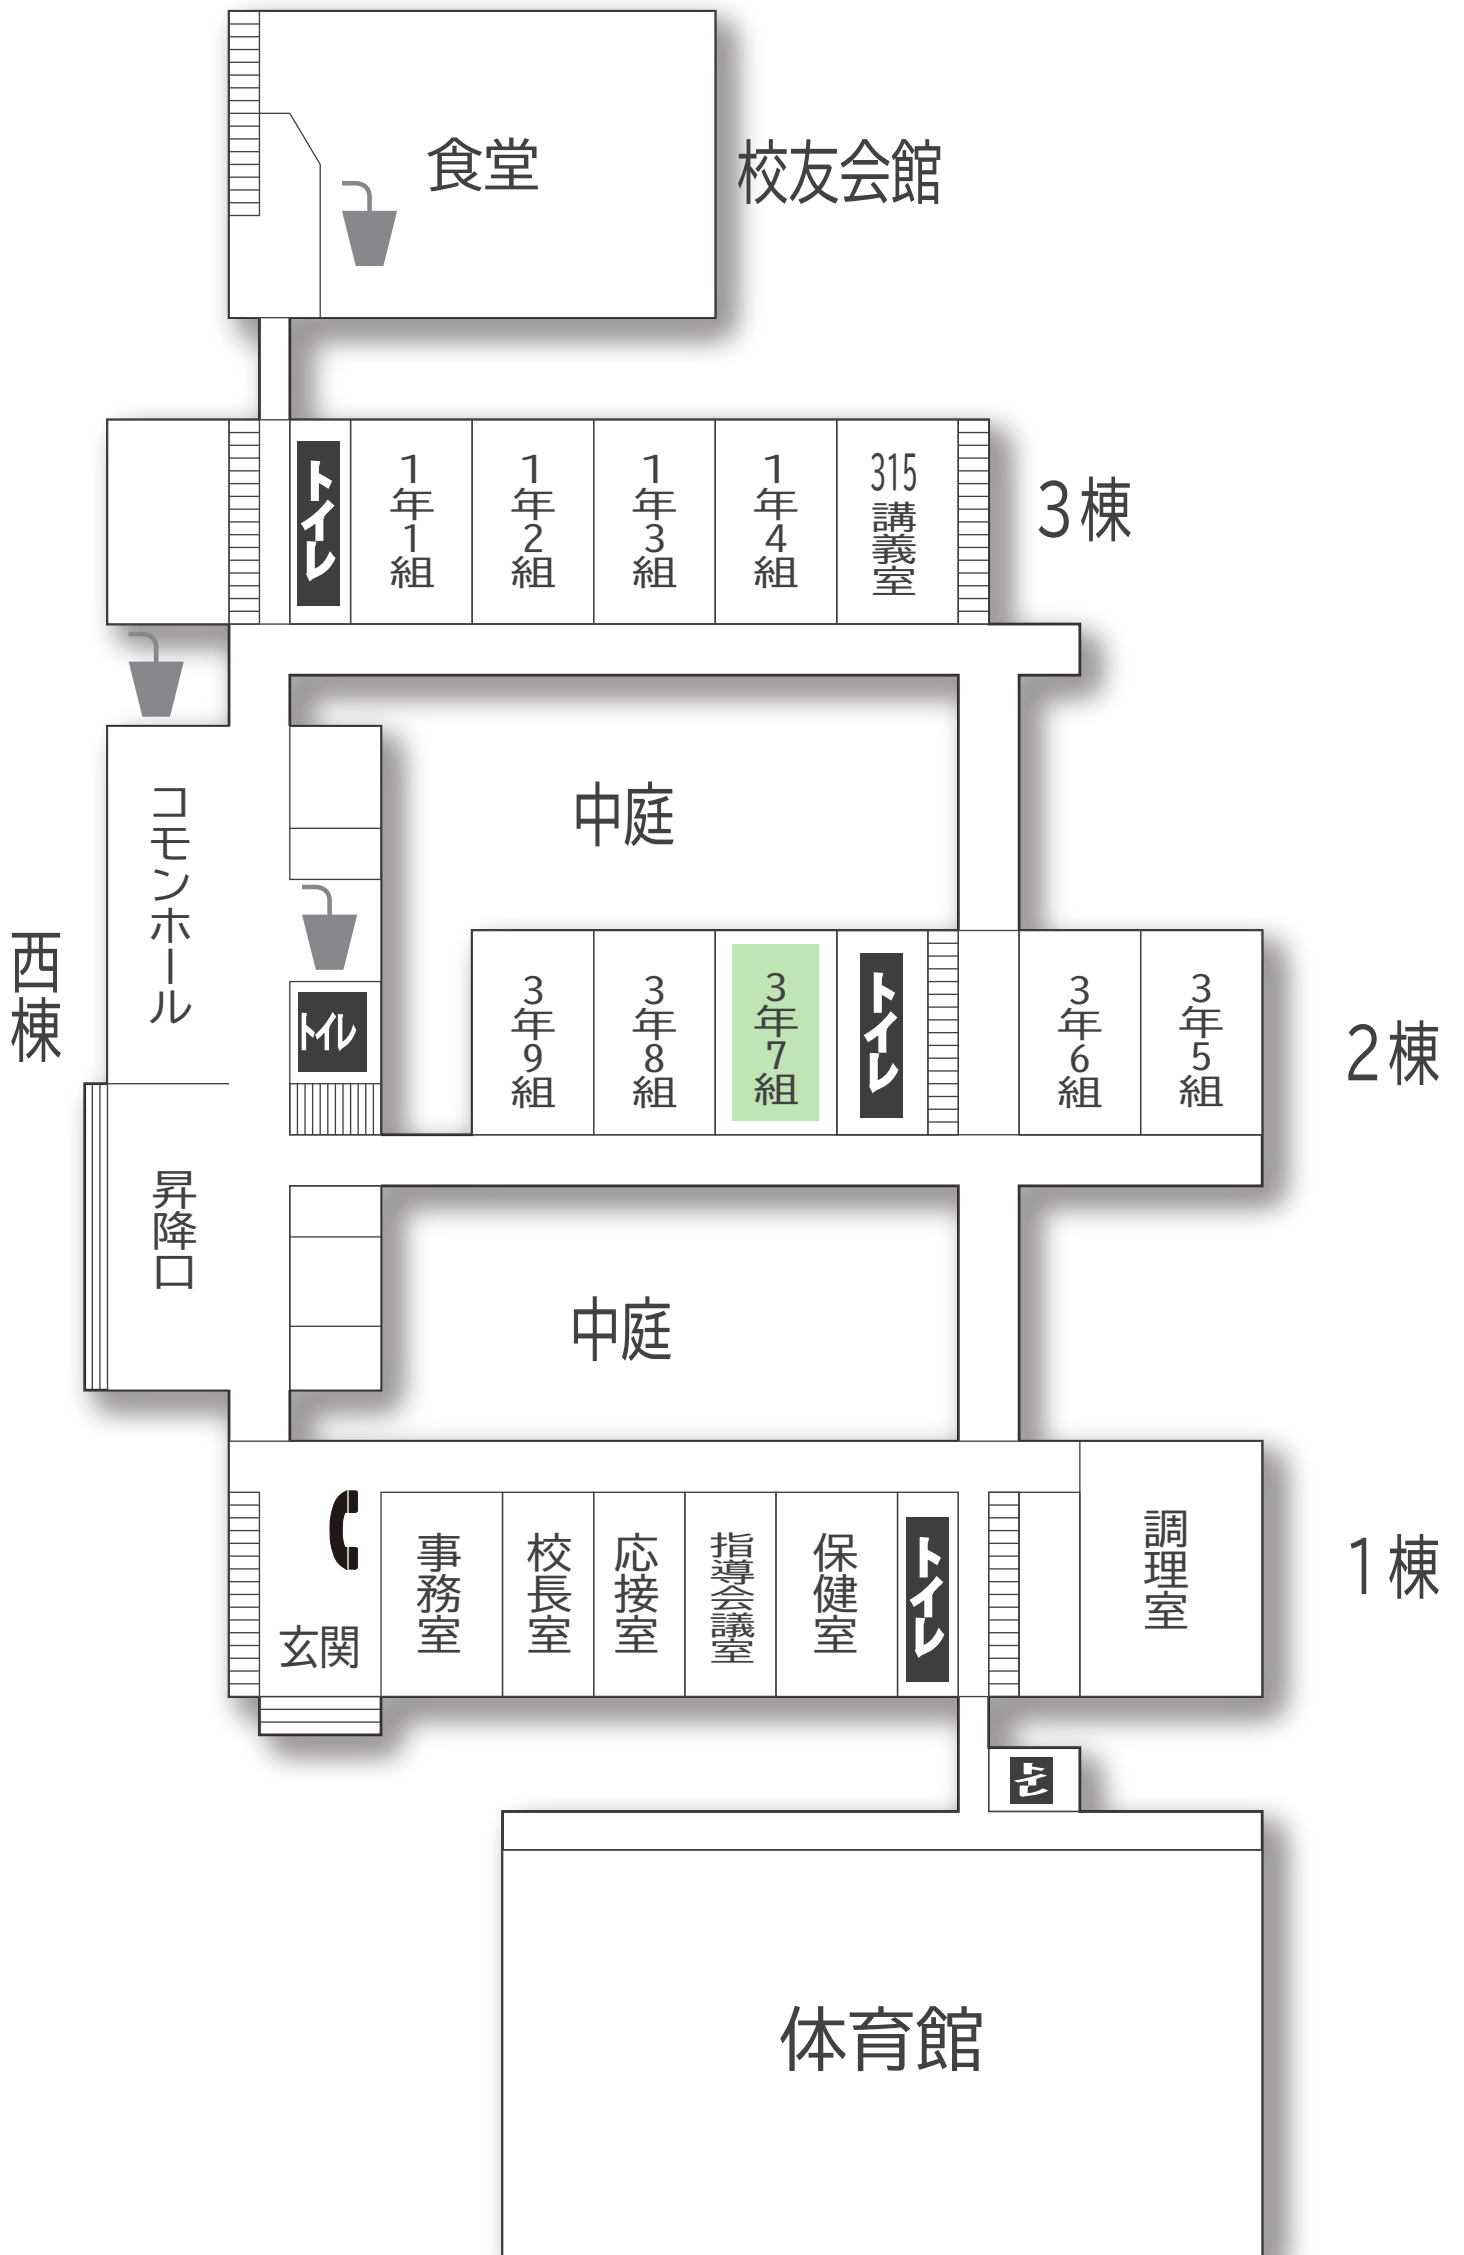 食堂
校友会館
トイレ
1年1組
1年2組
1年3組
1年4組
315講義室
3棟
コモンホール
中庭
西棟
トイレ
3年9組
3年8組
3年7組
トイレ
3年6組
3年5組
2棟
昇降口
中庭
玄関
事務室
校長室
応接室
指導会議室
保健室
トイレ
調理室
1棟
トイレ
体育館